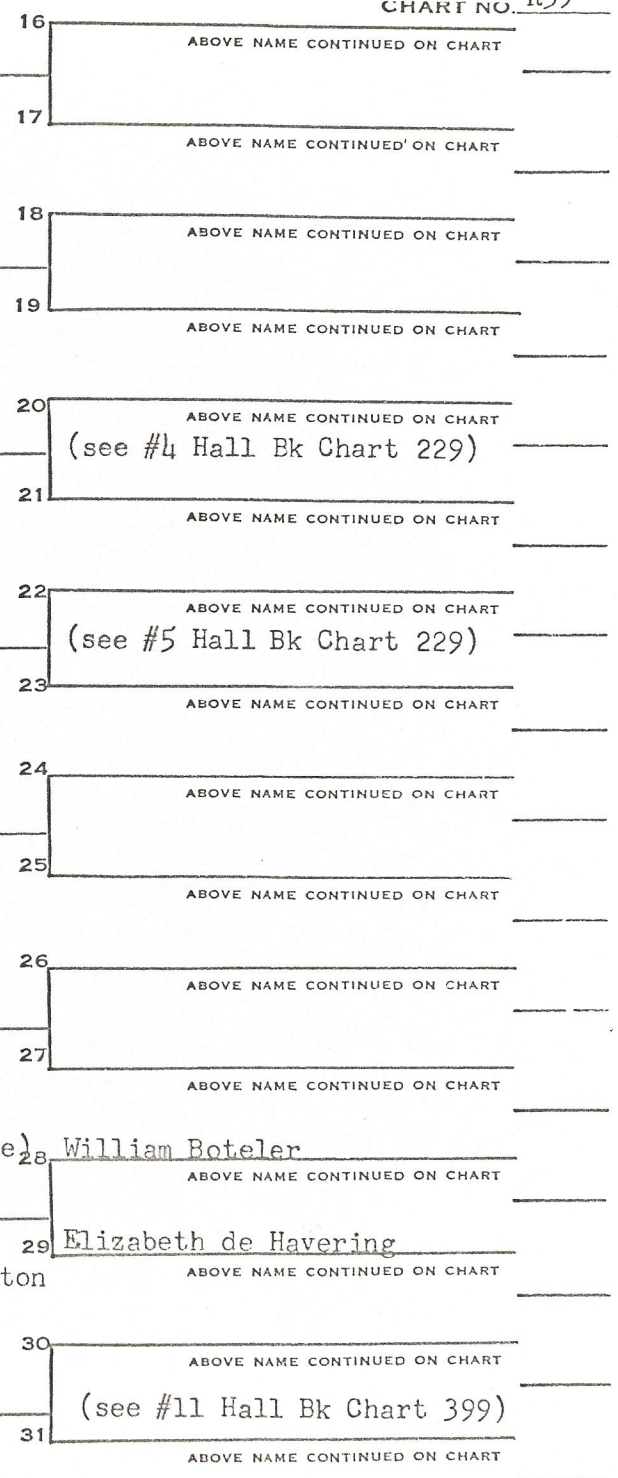 CHART NO.
16
ABOVE NAME CONTINUED ON CHART
17
ABOVE NAME CONTINUED ON CHART
18
ABOVE NAME CONTINUED ON CHART
19
ABOVE NAME CONTINUED ON CHART
20
ABOVE NAME CONTINUED ON CHART
(see #4 Hall Bk Chart 229)
21
ABOVE NAME CONTINUED ON CHART
22
ABOVE NAME CONTINUED ON CHART
(see #5 Hall Bk Chart 229)
23
ABOVE NAME CONTINUED ON CHART
24
ABOVE NAME CONTINUED ON CHART
25
ABOVE NAME CONTINUED ON CHART
26
ABOVE NAME CONTINUED ON CHART
27
ABOVE NAME CONTINUED ON CHART
e) William Boteler
28
ABOVE NAME CONTINUED ON CHART
29 Elizabeth de Havering
ton
ABOVE NAME CONTINUED ON CHART
30
ABOVE NAME CONTINUED ON CHART
(see #11 Hall Bk Chart 399)
31
ABOVE NAME CONTINUED ON CHART